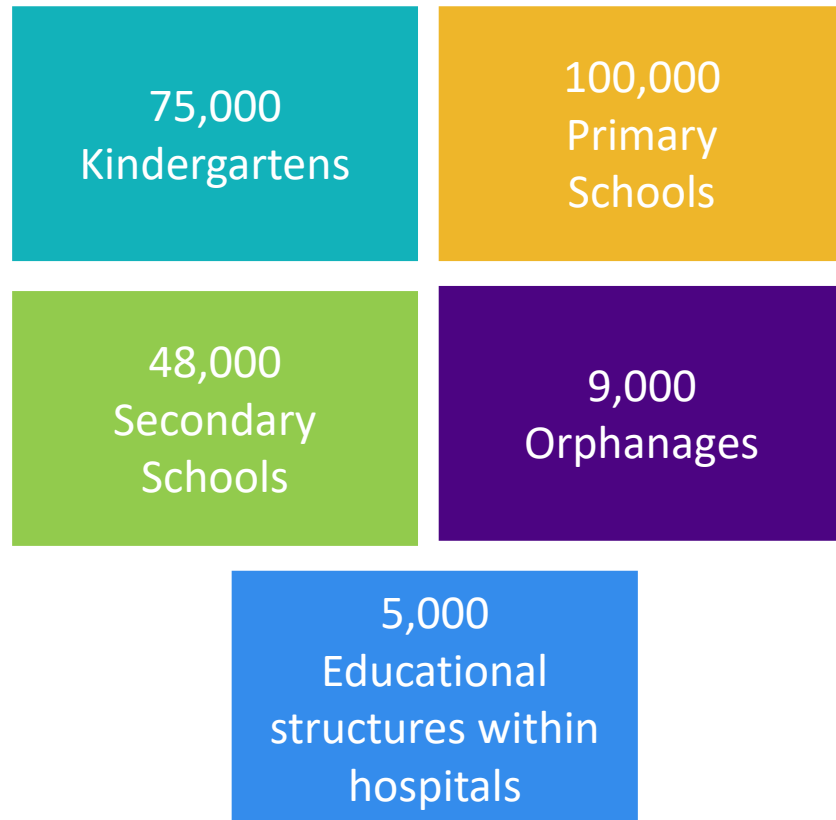 75,000
Kindergartens
100,000
Primary
Schools
48,000
Secondary
Schools
9,000
Orphanages
5,000
Educational
structures within
hospitals